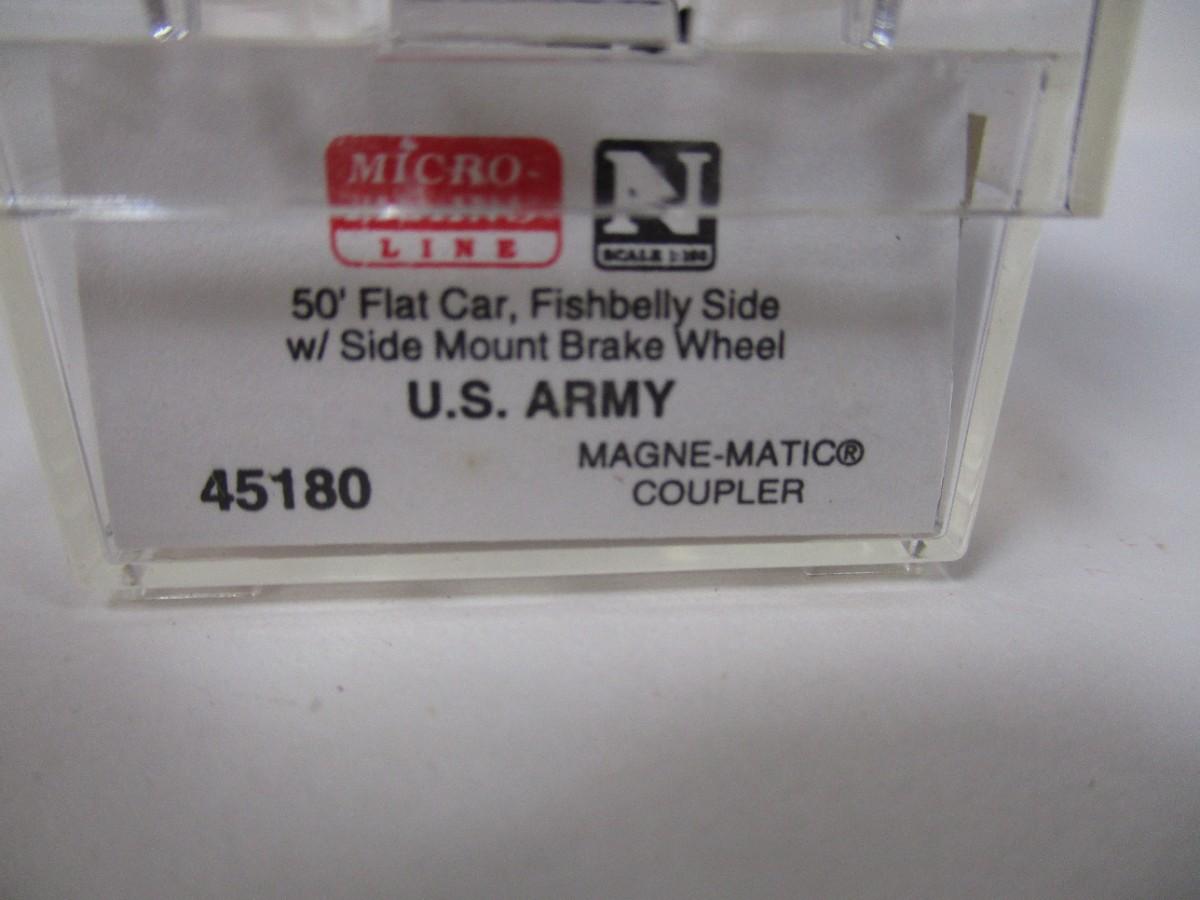 MICRO-
LINE
N
SCALE 1:160
50' Flat Car, Fishbelly Side
w/ Side Mount Brake Wheel
U.S. ARMY
45180
MAGNE-MATIC®
COUPLER